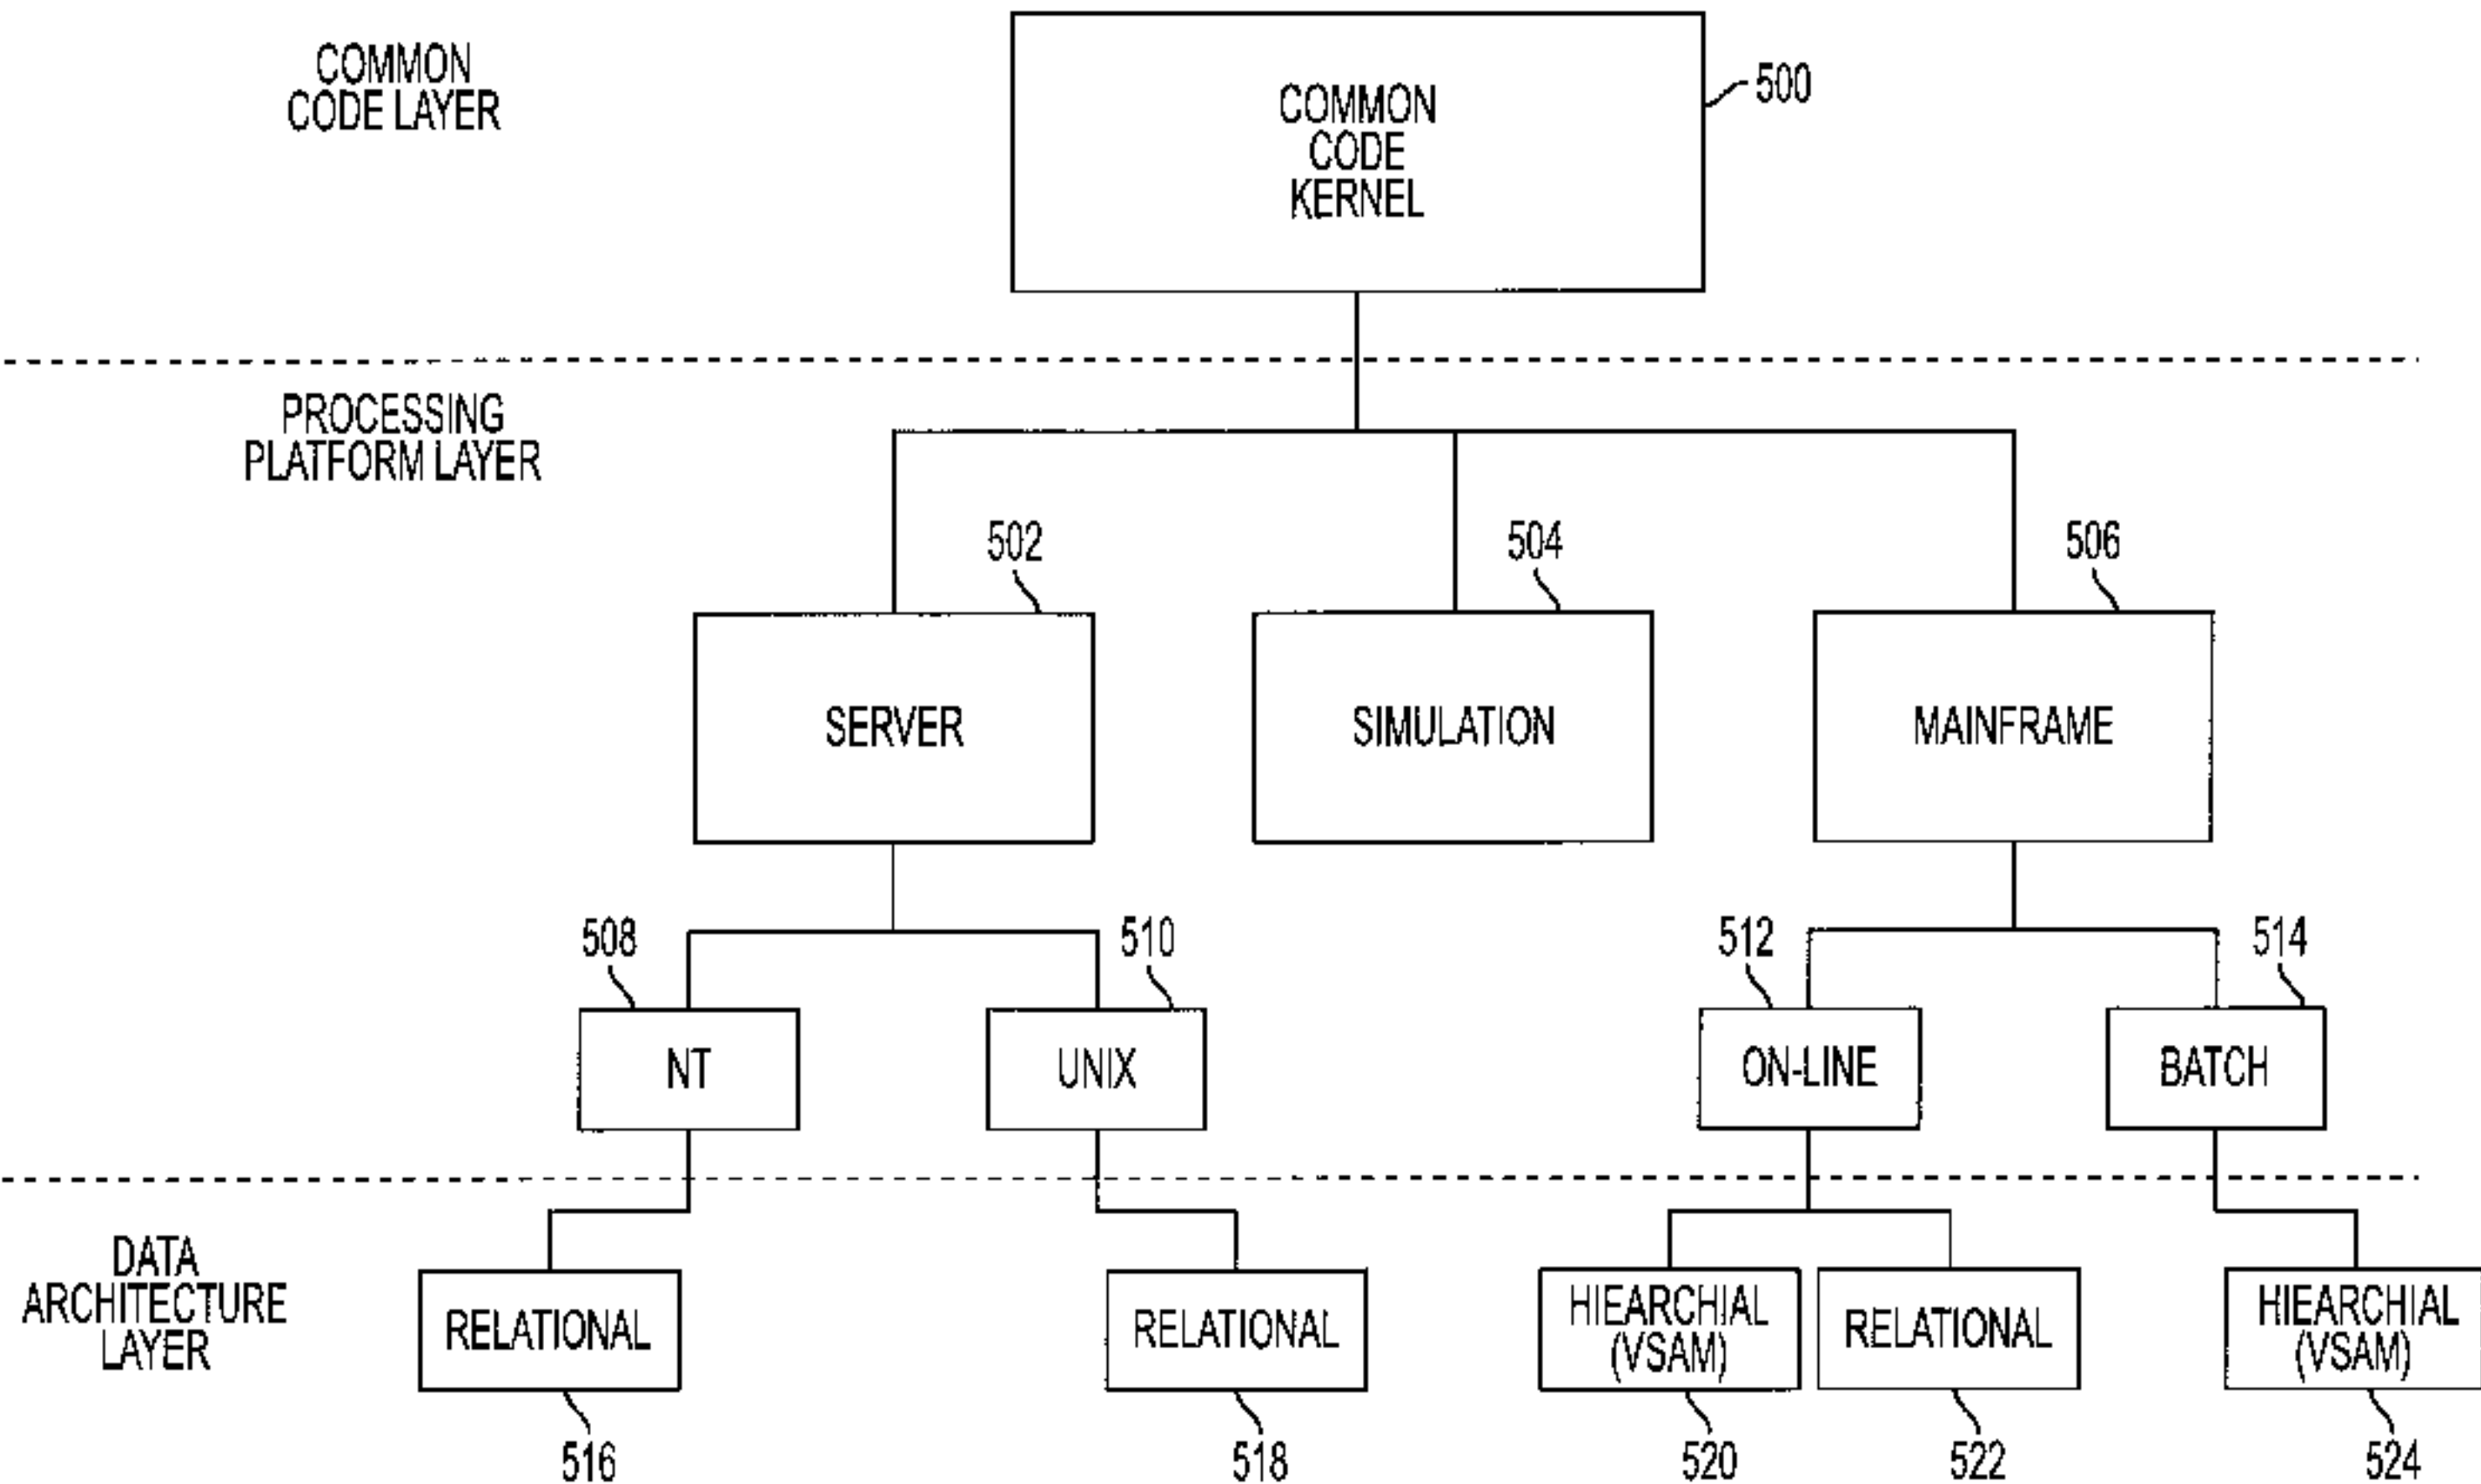 COMMON
CODE LAYER
COMMON
CODE
KERNEL
500
PROCESSING
PLATFORM LAYER
502
504
506
SERVER
SIMULATION
MAINFRAME
508
510
512
514
NT
UNIX
ON-LINE
BATCH
DATA
ARCHITECTURE
LAYER
RELATIONAL
RELATIONAL
HIEARCHIAL
(VSAM)
RELATIONAL
HIEARCHIAL
(VSAM)
516
518
520
522
524